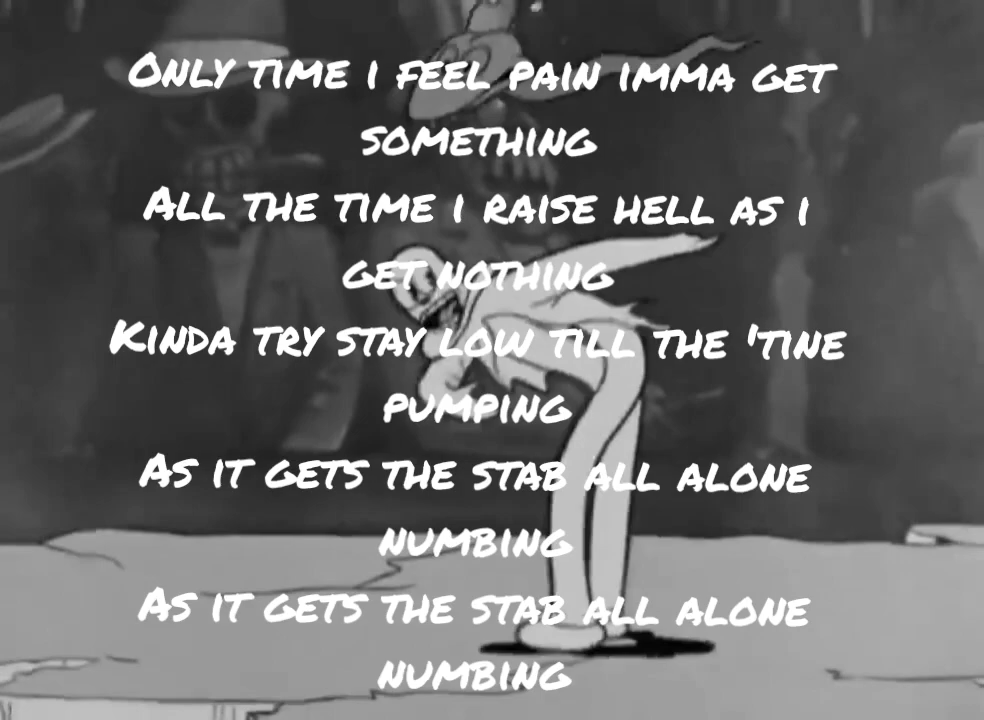 Only time I feel pain imma get
something
All the time I raise hell as I
get nothing
Kinda try stay low till the 'tine
pumping
As it gets the stab all alone
numbing
As it gets the stab all alone
numbing